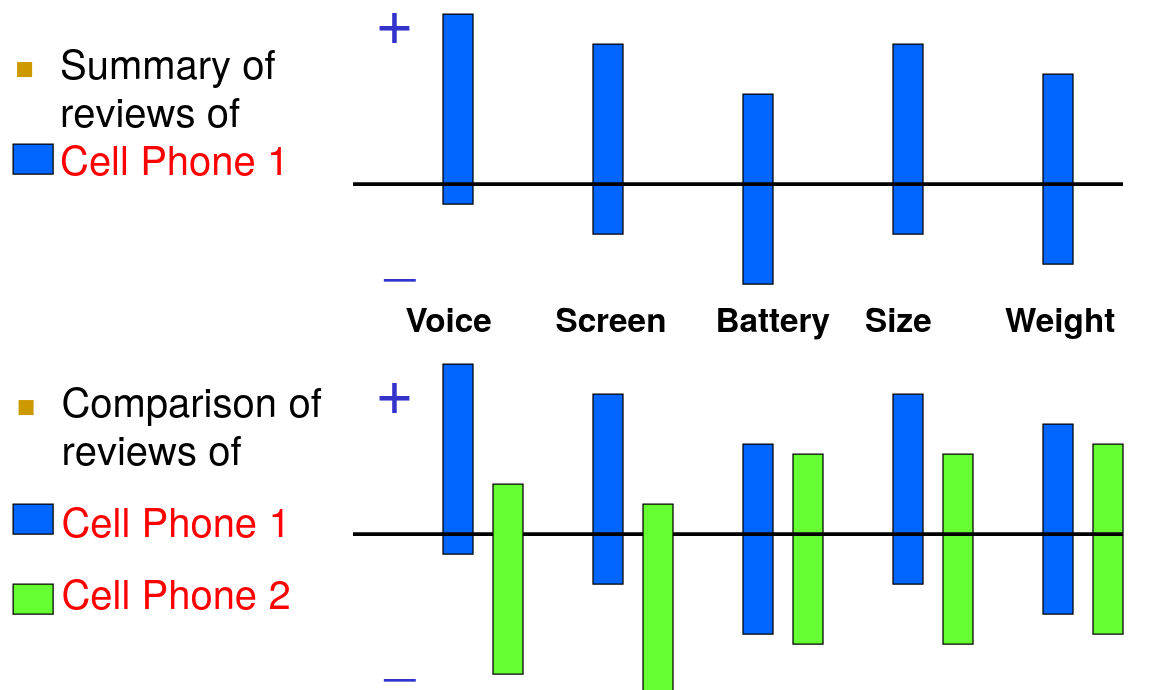 +
Summary of
reviews of
Cell Phone 1
_
Voice Screen Battery Size Weight
+
Comparison of
reviews of
Cell Phone 1
Cell Phone 2
_